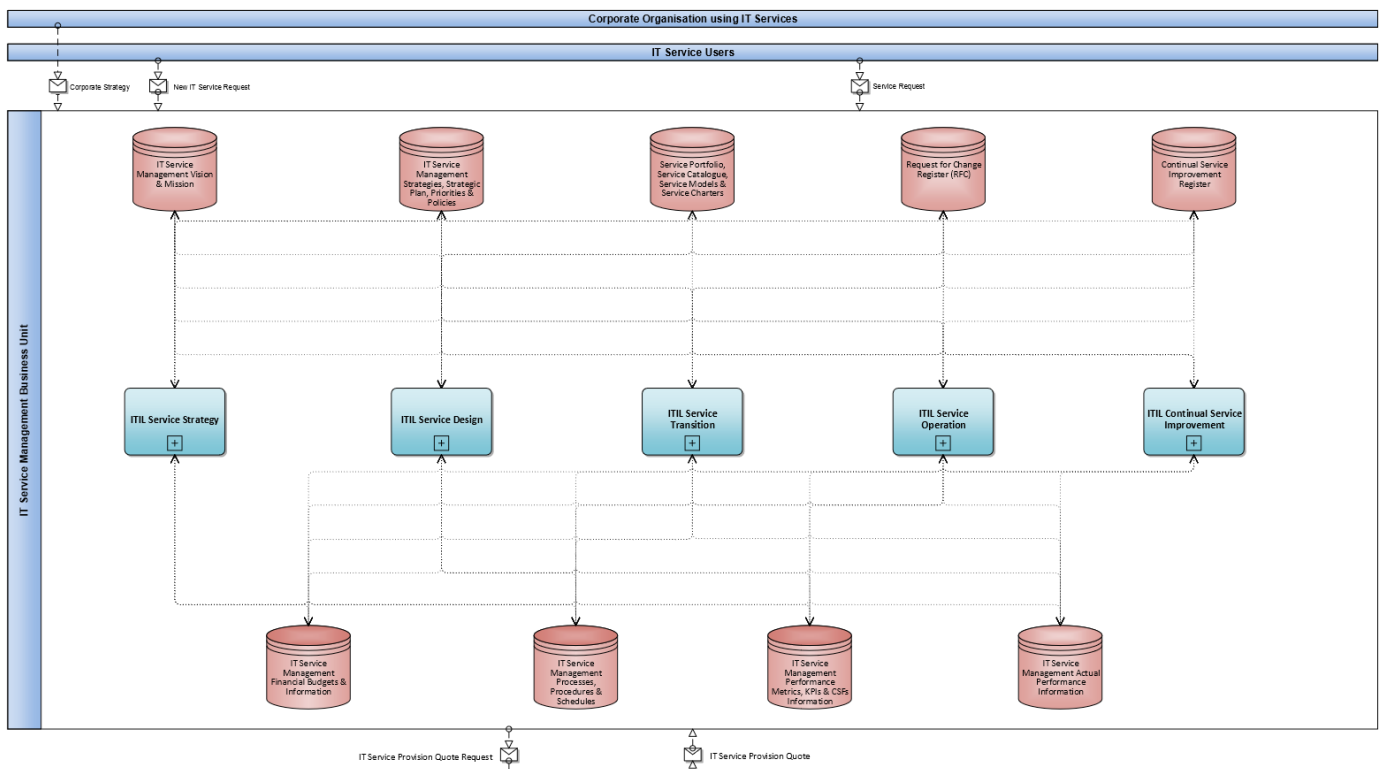 Corporate Organisation using IT Services
IT Service Users
Corporate Strategy
New IT Service Request
Service Request
IT Service Management Business Unit
IT Service
Management Vision
& Mission
IT Service
Management
Strategies, Strategic
Plan, Priorities &
Policies
Service Portfolio,
Service Catalogue,
Service Models &
Service Charters
Request for Change
Register (RFC)
Continual Service
Improvement
Register
ITIL Service Strategy
ITIL Service Design
ITIL Service
Transition
ITIL Service
Operation
ITIL Continual Service
Improvement
IT Service
Management
Financial Budgets &
Information
IT Service
Management
Processes,
Procedures &
Schedules
IT Service
Management
Performance
Metrics, KPIs & CSFs
Information
IT Service
Management Actual
Performance
Information
IT Service Provision Quote Request
IT Service Provision Quote